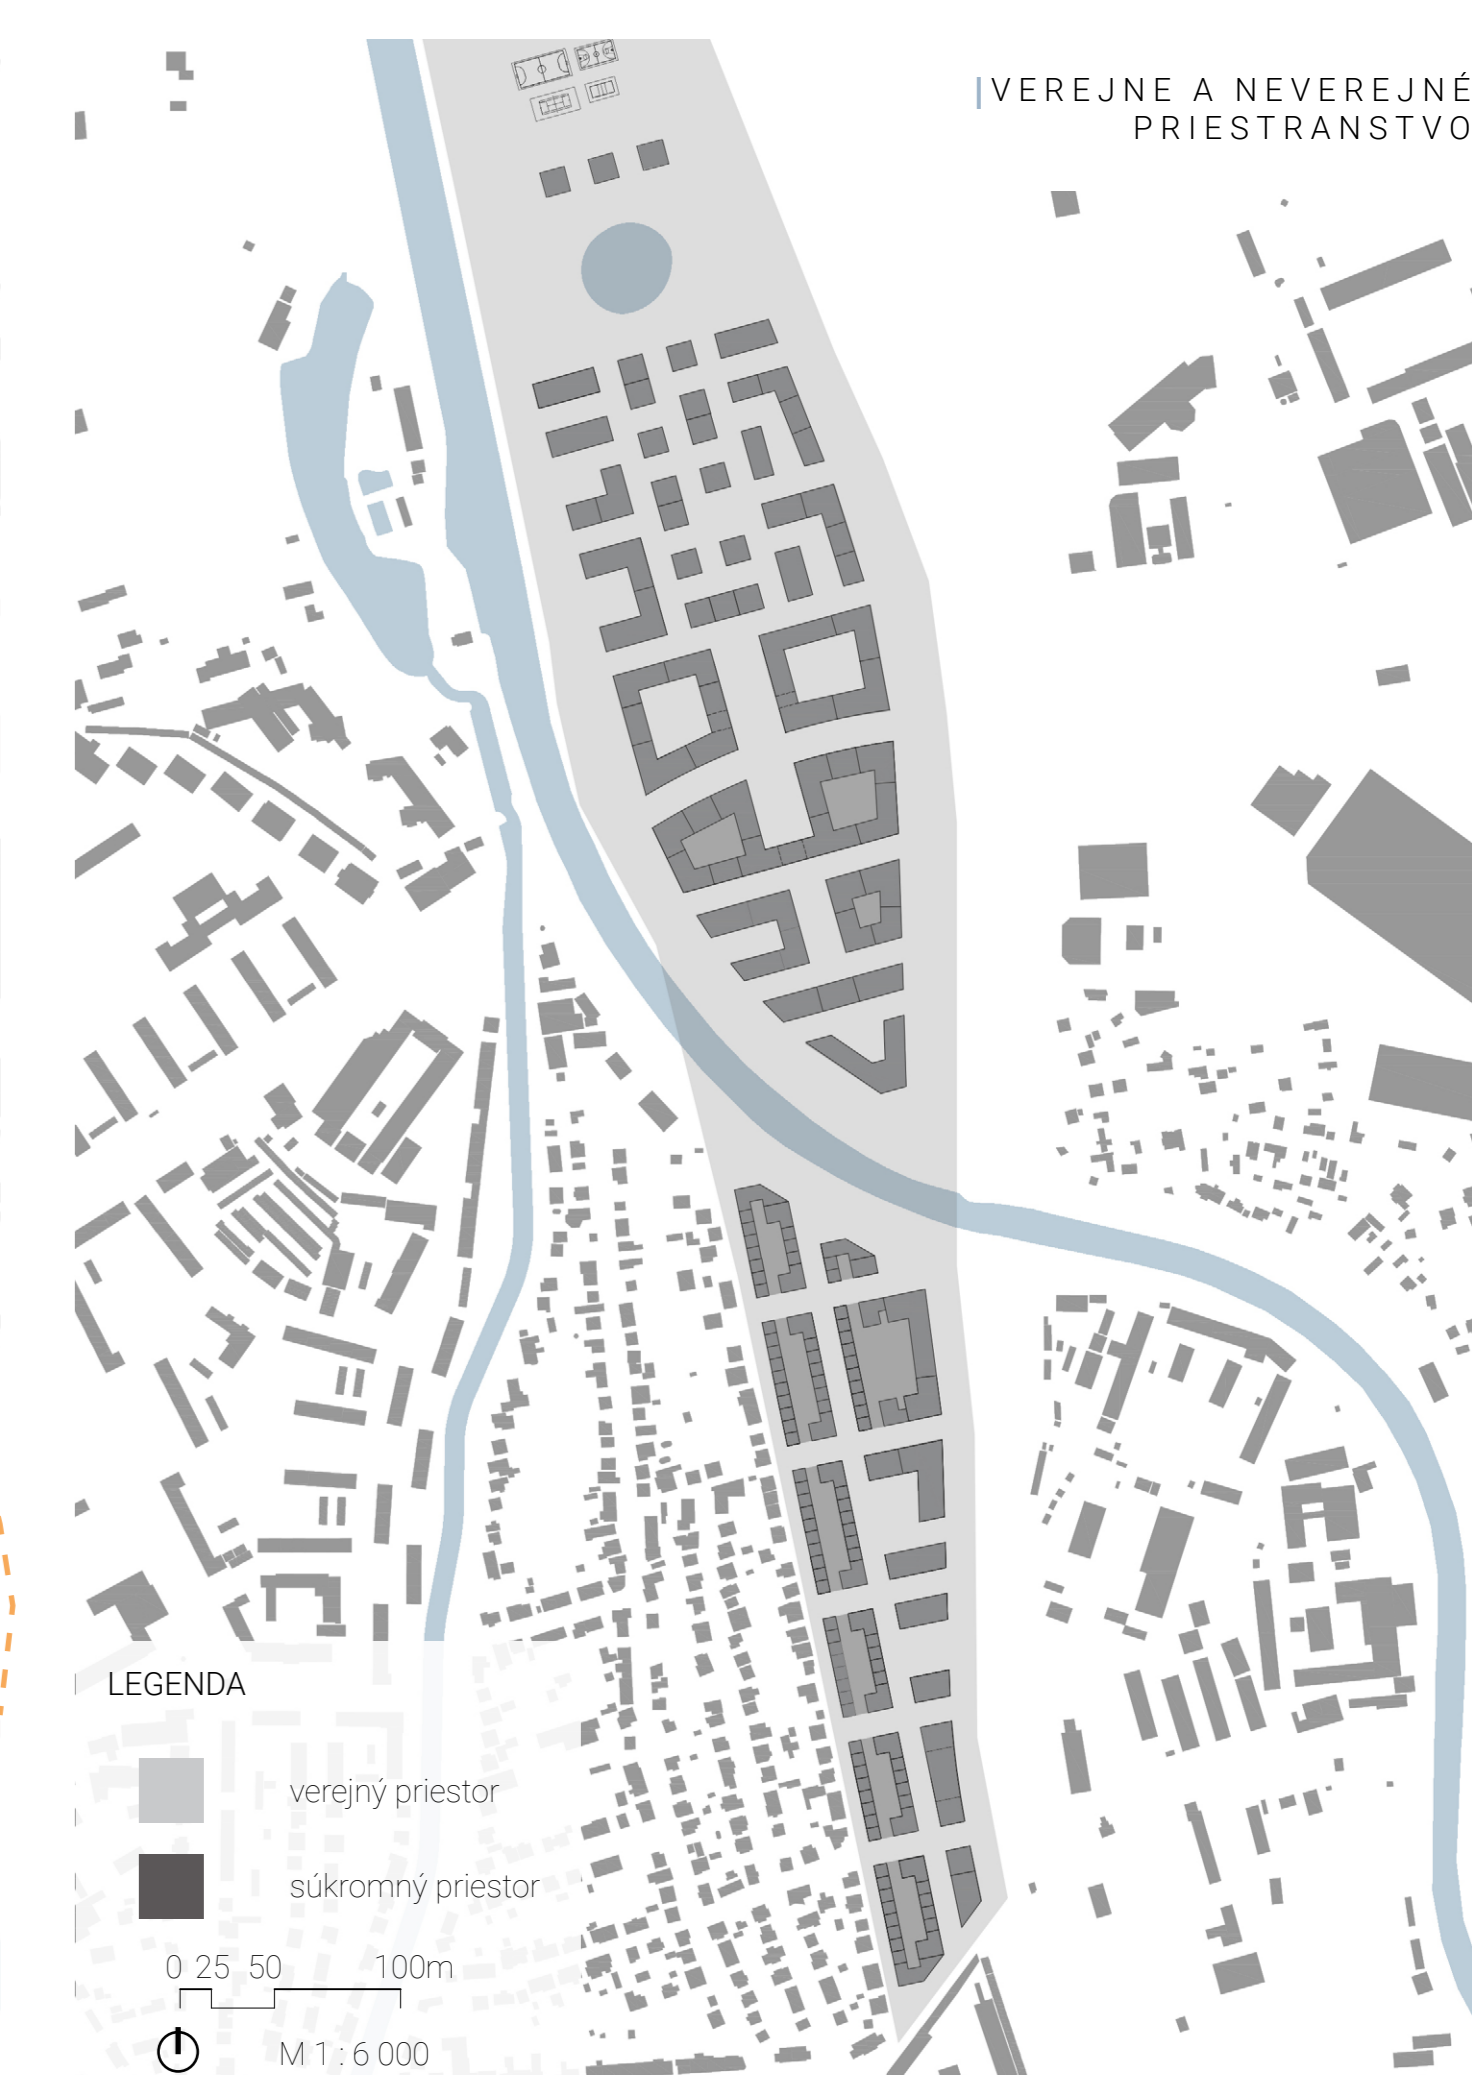 VEREJNE A NEVEREJNÉ
PRIESTRANSTVO
LEGENDA
verejný priestor
súkromný priestor
0 25 50 100m
M 1 : 6 000